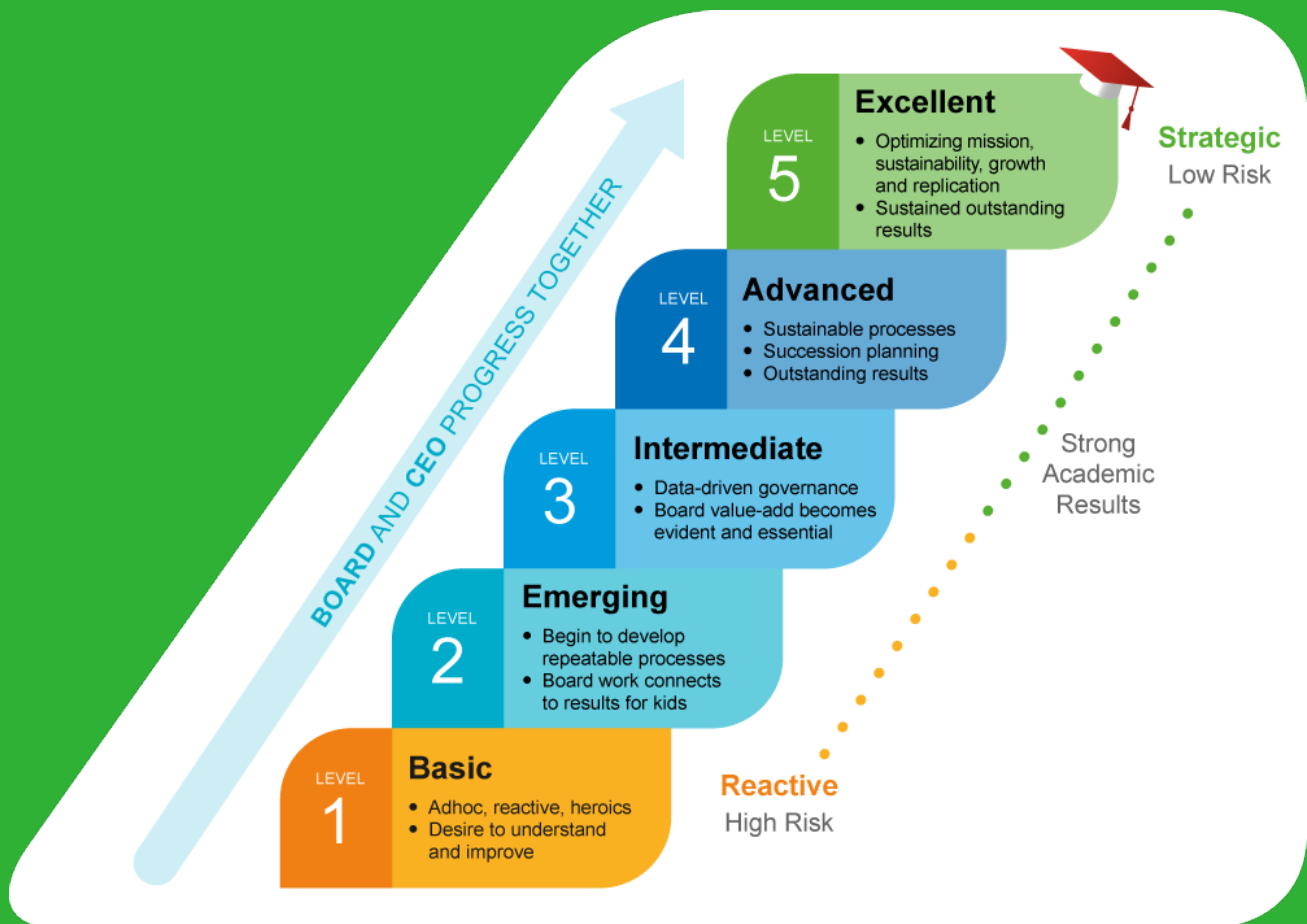 Excellent
LEVEL
5
• Optimizing mission,
sustainability, growth
and replication
• Sustained outstanding
results
Strategic
Low Risk
Advanced
LEVEL
4
• Sustainable processes
• Succession planning
• Outstanding results
BOARD AND CEO PROGRESS TOGETHER
Intermediate
LEVEL
3
• Data-driven governance
• Board value-add becomes
evident and essential
Strong
Academic
Results
Emerging
LEVEL
2
• Begin to develop
repeatable processes
• Board work connects
to results for kids
Basic
LEVEL
1
• Adhoc, reactive, heroics
• Desire to understand
and improve
Reactive
High Risk